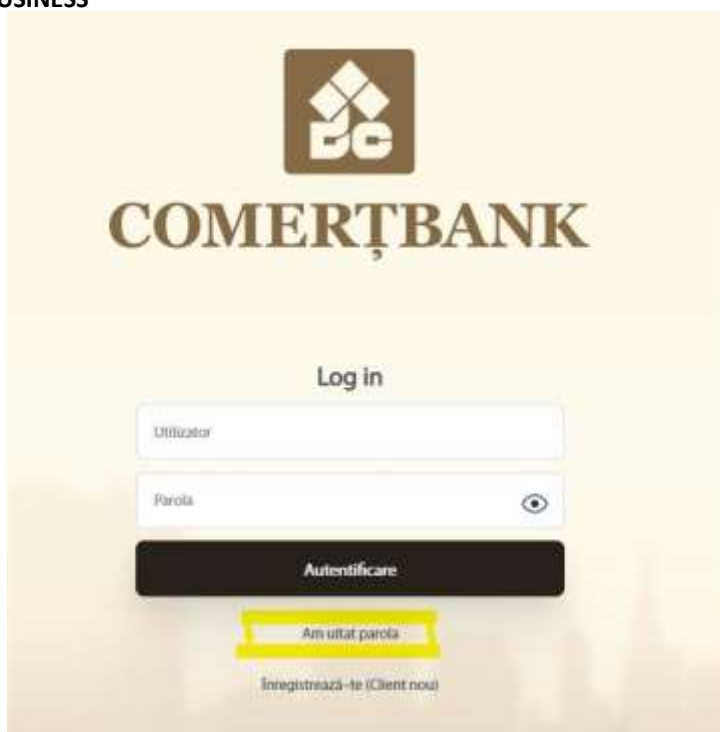 COMERȚBANK
Log in
Utilizator
Parola
Autentificare
Am uitat parola
Înregistrează-te (Client nou)